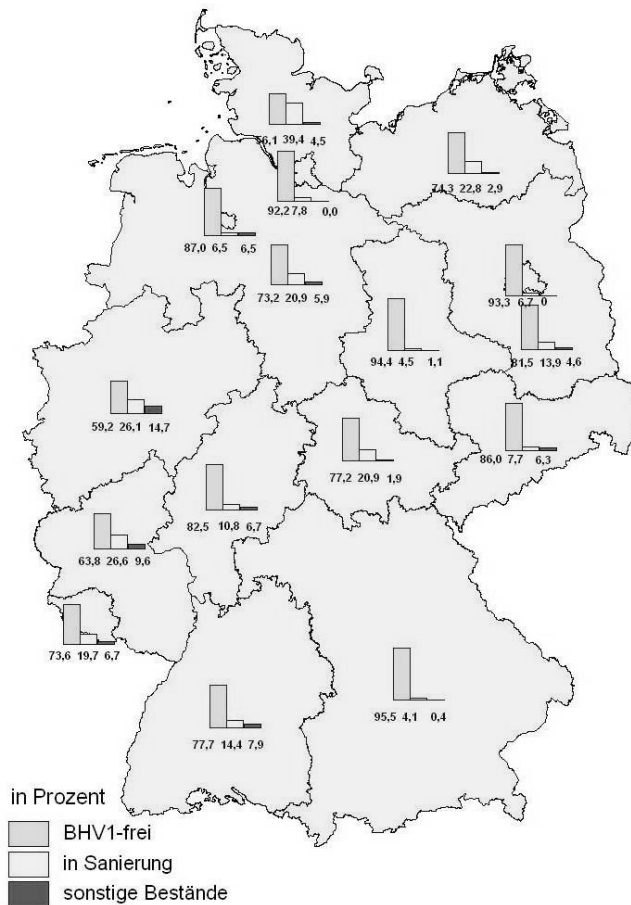 56,1 39,4 4,5
74,3 22,8 2,9
92,2 7,8 0,0
87,0 6,5 6,5
73,2 20,9 5,9
93,3 6,7 0
94,4 4,5 1,1
81,5 13,9 4,6
59,2 26,1 14,7
77,2 20,9 1,9
86,0 7,7 6,3
82,5 10,8 6,7
63,8 26,6 9,6
73,6 19,7 6,7
77,7 14,4 7,9
95,5 4,1 0,4
in Prozent
BHV1-frei
in Sanierung
sonstige Bestände